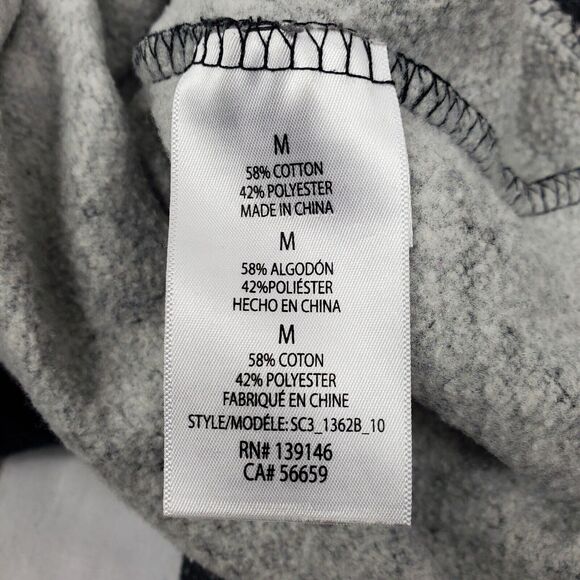 M
58% COTTON
42% POLYESTER
MADE IN CHINA
M
58% ALGODÓN
42%POLIÉSTER
HECHO EN CHINA
M
58% COTON
42% POLYESTER
FABRIQUÉ EN CHINE
STYLE/MODÉLE: SC3_1362B_10
RN# 139146
CA# 56659